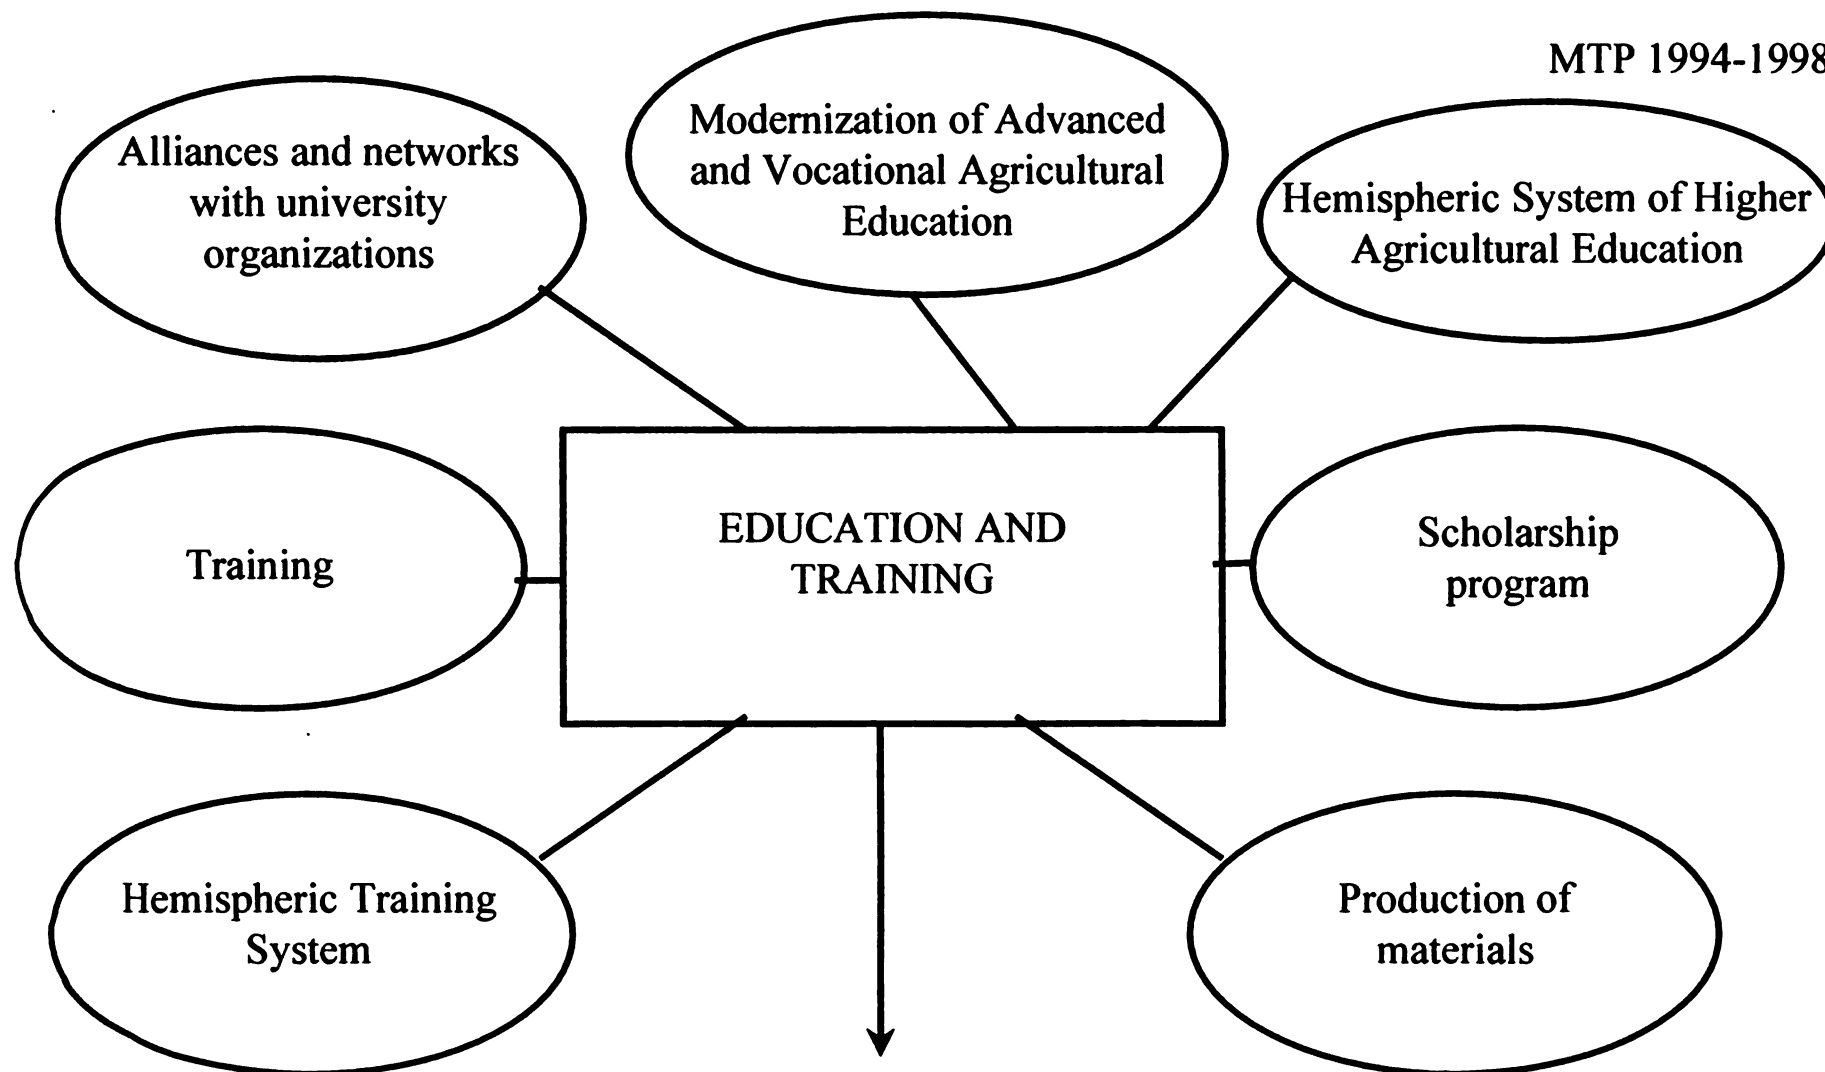 MTP 1994-1998
Alliances and networks
with university
organizations
Modernization of Advanced
and Vocational Agricultural
Education
Hemispheric System of Higher
Agricultural Education
Training
EDUCATION AND
TRAINING
Scholarship
program
Hemispheric Training
System
Production of
materials